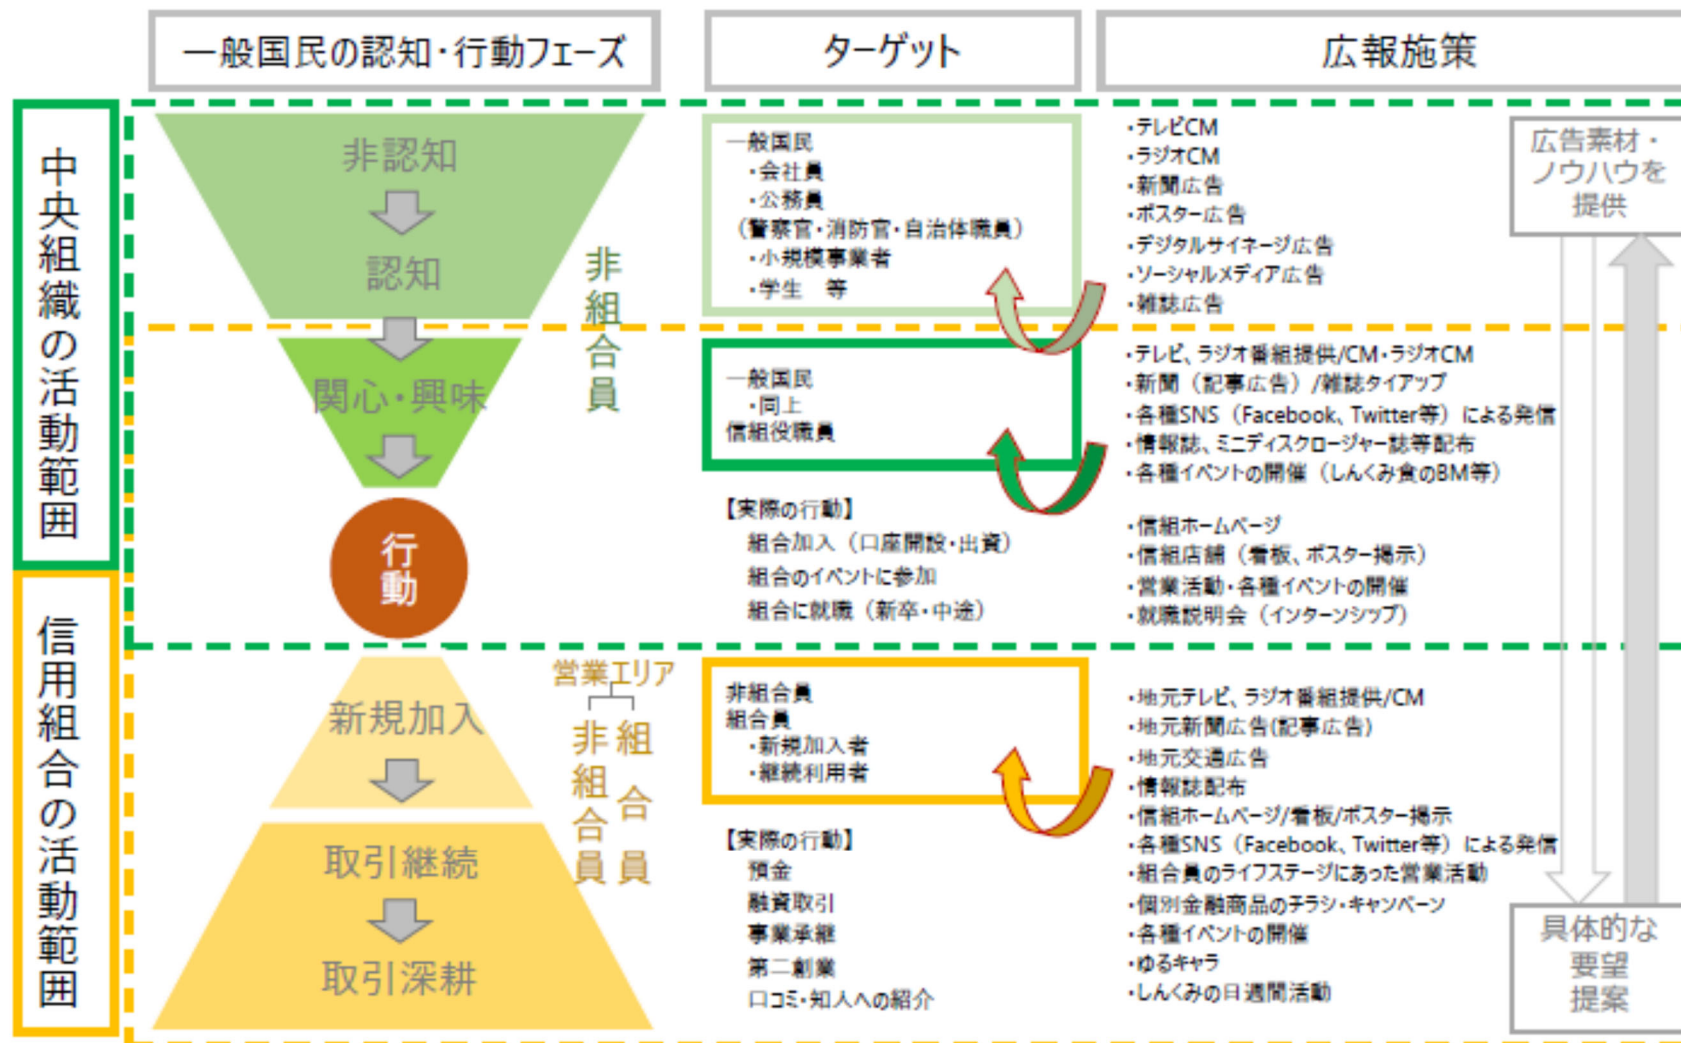 一般国民の認知・行動フェーズ
ターゲット
広報施策
中央組織の活動範囲
信用組合の活動範囲
非認知
認知
関心・興味
行動
新規加入
取引継続
取引深耕
非組合員
営業エリア
非組合員
組合員
一般国民
・会社員
・公務員
（警察官・消防官・自治体職員）
・小規模事業者
・学生　等
一般国民
・同上
信組役職員
【実際の行動】
組合加入（口座開設・出資）
組合のイベントに参加
組合に就職（新卒・中途）
非組合員
組合員
・新規加入者
・継続利用者
【実際の行動】
預金
融資取引
事業承継
第二創業
口コミ・知人への紹介
・テレビCM
・ラジオCM
・新聞広告
・ポスター広告
・デジタルサイネージ広告
・ソーシャルメディア広告
・雑誌広告
・テレビ、ラジオ番組提供/CM・ラジオCM
・新聞（記事広告）/雑誌タイアップ
・各種SNS（Facebook、Twitter等）による発信
・情報誌、ミニディスクロージャー誌等配布
・各種イベントの開催（しんくみ食のBM等）
・信組ホームページ
・信組店舗（看板、ポスター掲示）
・営業活動・各種イベントの開催
・就職説明会（インターンシップ）
・地元テレビ、ラジオ番組提供/CM
・地元新聞広告(記事広告)
・地元交通広告
・情報誌配布
・信組ホームページ/看板/ポスター掲示
・各種SNS（Facebook、Twitter等）による発信
・組合員のライフステージにあった営業活動
・個別金融商品のチラシ・キャンペーン
・各種イベントの開催
・ゆるキャラ
・しんくみの日週間活動
広告素材・
ノウハウを
提供
具体的な
要望
提案